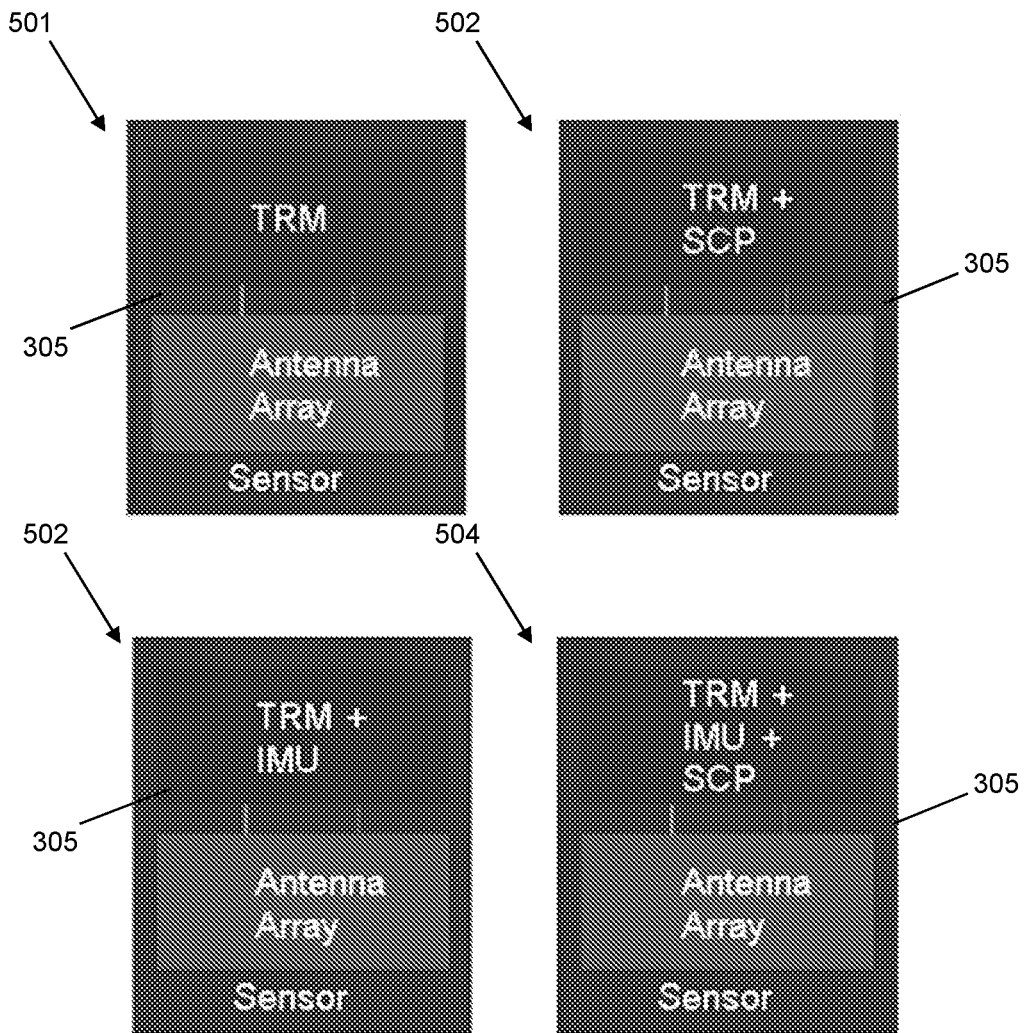 501
502
TRM
TRM +
SCP
305
305
Antenna
Array
Antenna
Array
Sensor
Sensor
502
504
TRM +
IMU
TRM +
IMU +
SCP
305
305
Antenna
Array
Antenna
Array
Sensor
Sensor